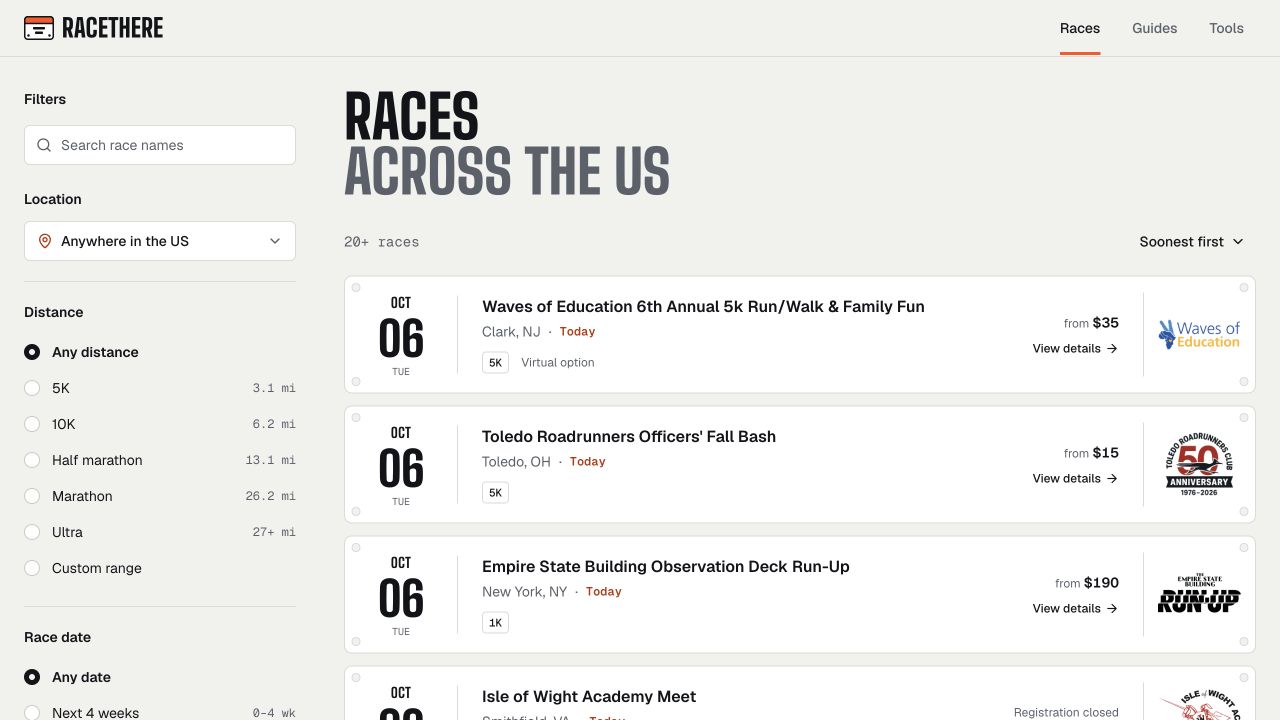 RACETHERE
Races
Guides
Tools
Filters
Search race names
Location
Anywhere in the US
Distance
Any distance
5K 3.1 mi
10K 6.2 mi
Half marathon 13.1 mi
Marathon 26.2 mi
Ultra 27+ mi
Custom range
Race date
Any date
Next 4 weeks 0-4 wk
RACES
ACROSS THE US
20+ races
Soonest first
OCT
06
TUE
Waves of Education 6th Annual 5k Run/Walk & Family Fun
Clark, NJ · Today
5K Virtual option
from $35
View details →
Waves of
Education
OCT
06
TUE
Toledo Roadrunners Officers' Fall Bash
Toledo, OH · Today
5K
from $15
View details →
TOLEDO ROADRUNNERS CLUB
50
ANNIVERSARY
1976-2026
OCT
06
TUE
Empire State Building Observation Deck Run-Up
New York, NY · Today
1K
from $190
View details →
THE
EMPIRE STATE
BUILDING
RUN-UP
OCT
Isle of Wight Academy Meet
Smithfield, VA · Today
Registration closed
ISLE of WIGHT